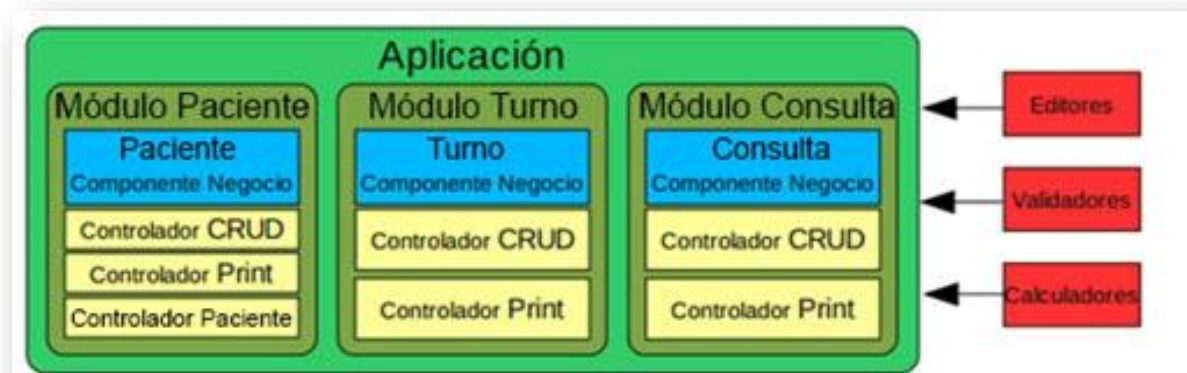 Aplicación
Módulo Paciente
Paciente
Componente Negocio
Controlador CRUD
Controlador Print
Controlador Paciente
Módulo Turno
Turno
Componente Negocio
Controlador CRUD
Controlador Print
Módulo Consulta
Consulta
Componente Negocio
Controlador CRUD
Controlador Print
Editores
Validadores
Calculadores